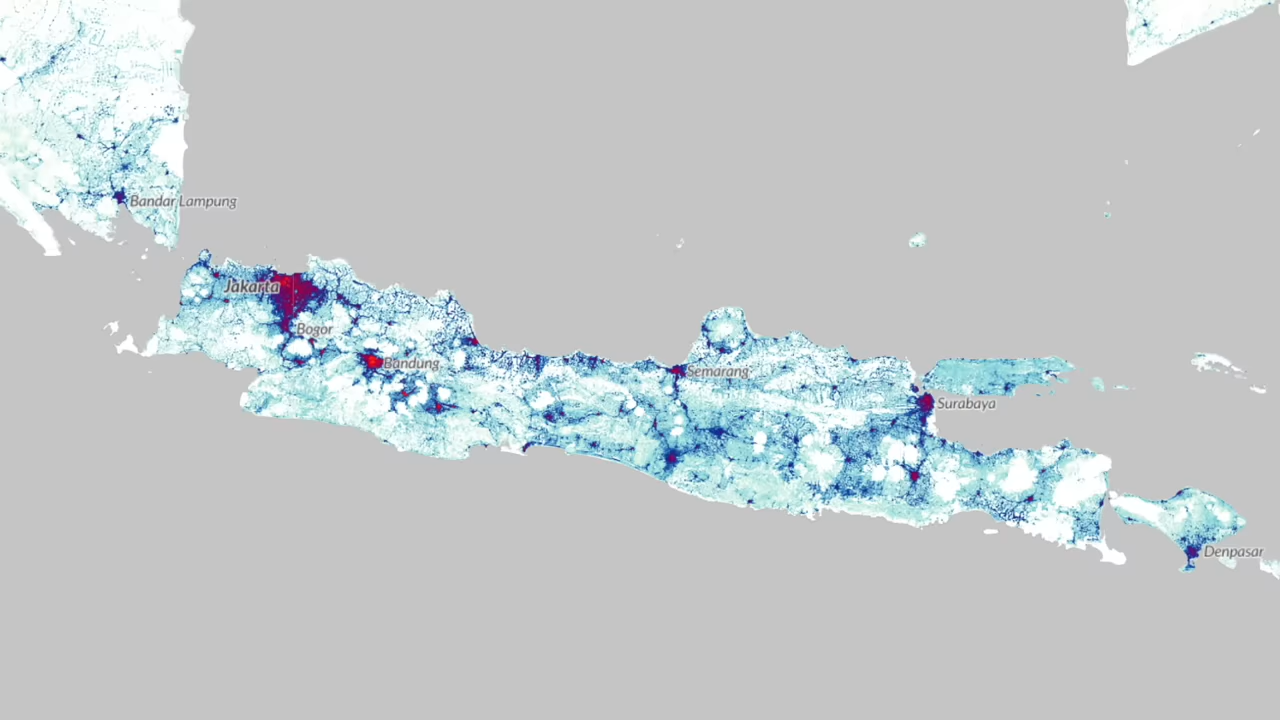 Bandar Lampung
Jakarta
Bogor
Bandung
Semarang
Surabaya
Denpasar